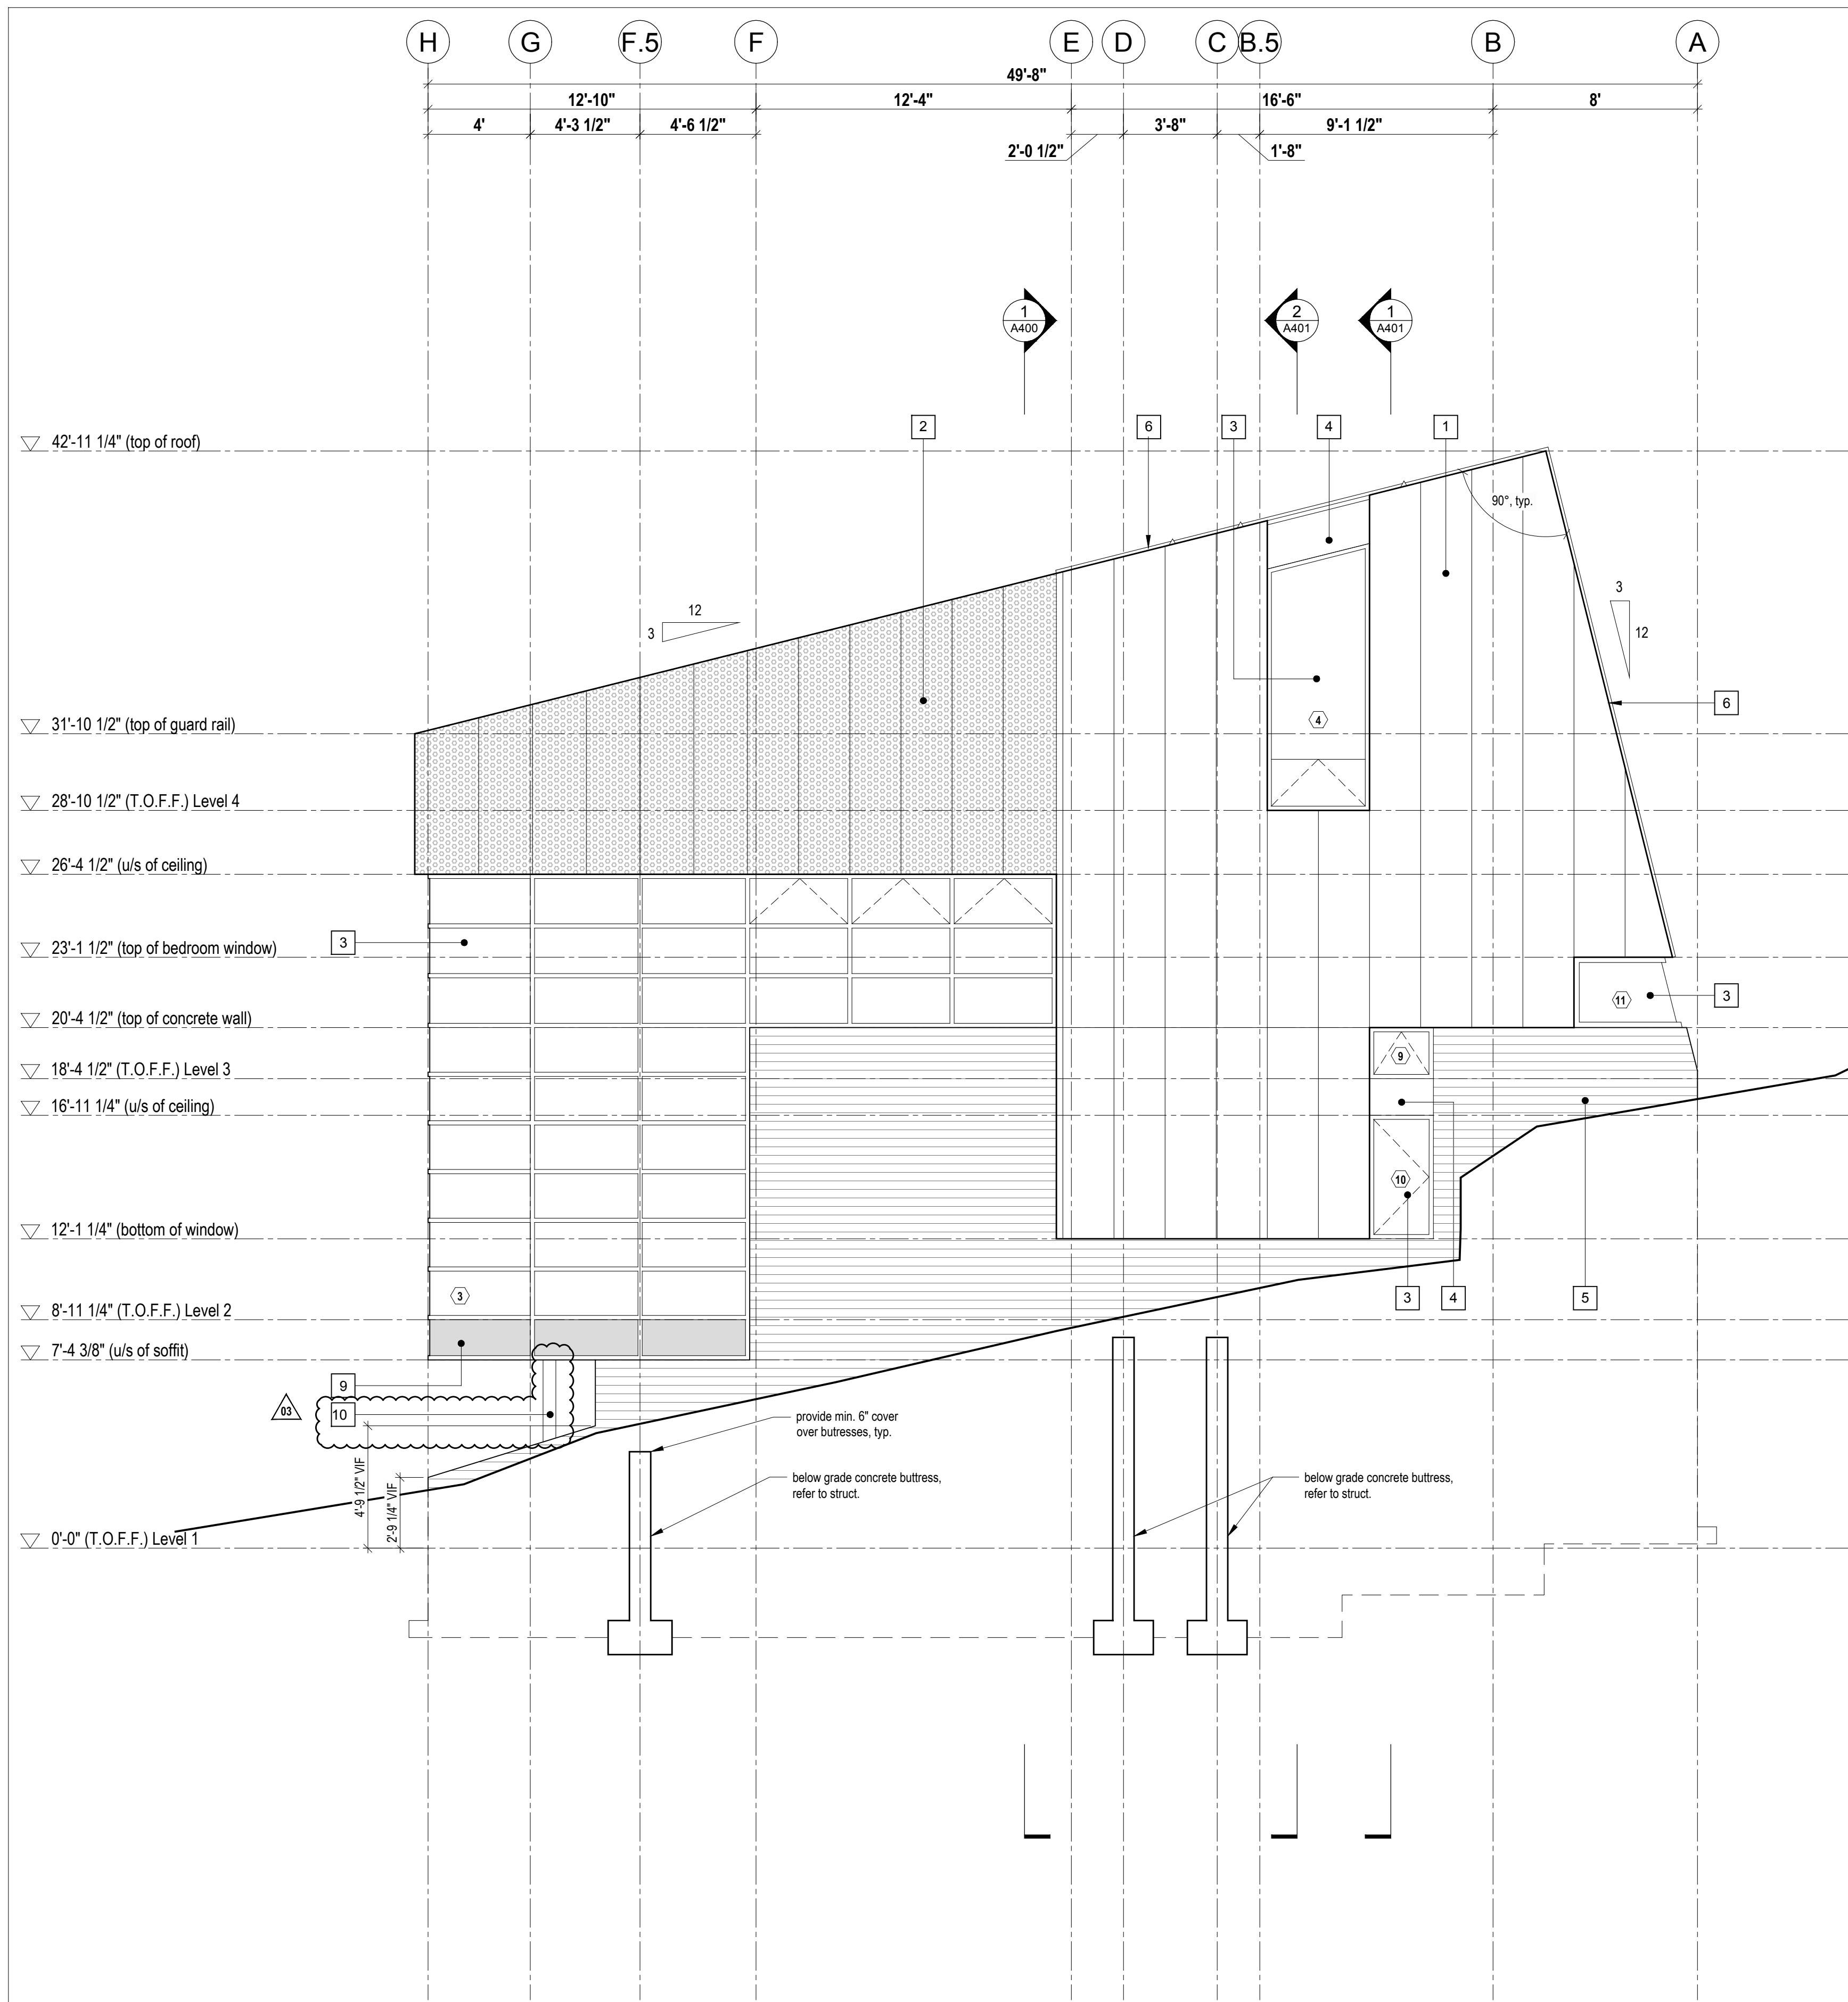 H G F.5 F E D C B.5 B A
49'-8"
12'-10" 12'-4" 16'-6" 8'
4' 4'-3 1/2" 4'-6 1/2" 3'-8" 9'-1 1/2"
2'-0 1/2" 1'-8"
1 2 1
A400 A401 A401
2 6 3 4 1
42'-11 1/4" (top of roof)
90°, typ.
3
12
12
3
4
6
31'-10 1/2" (top of guard rail)
28'-10 1/2" (T.O.F.F.) Level 4
26'-4 1/2" (u/s of ceiling)
3
23'-1 1/2" (top of bedroom window)
11 3
20'-4 1/2" (top of concrete wall)
9
18'-4 1/2" (T.O.F.F.) Level 3
16'-11 1/4" (u/s of ceiling)
10
12'-1 1/4" (bottom of window)
3
3 4 5
8'-11 1/4" (T.O.F.F.) Level 2
7'-4 3/8" (u/s of soffit)
9
03
10
provide min. 6" cover
over butresses, typ.
4'-9 1/2" VIF
2'-9 1/4" VIF
below grade concrete buttress,
refer to struct.
below grade concrete buttress,
refer to struct.
0'-0" (T.O.F.F.) Level 1